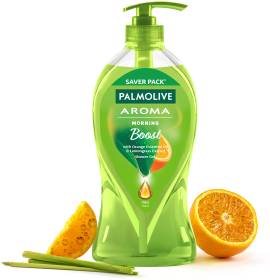 SAVER PACK
PALMOLIVE
AROMA
MORNING
Boost
with Orange Essential Oil
& Lemongrass Extract
Shower Gel